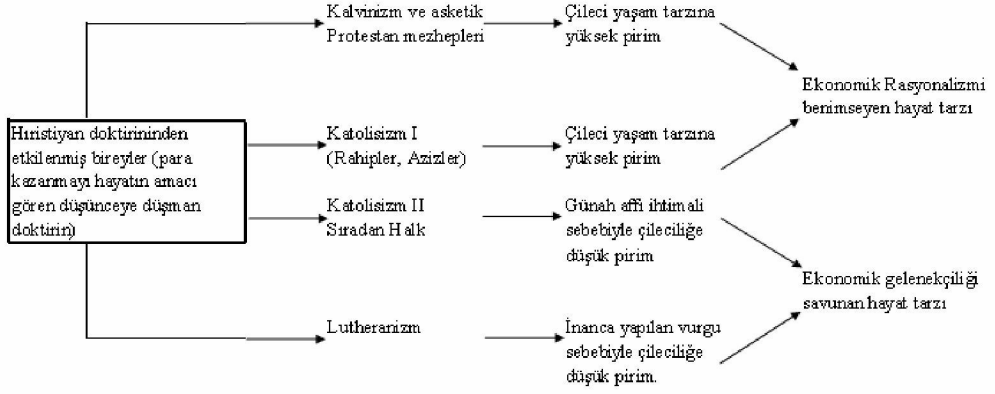 Kalvinizm ve asketik
Protestan mezhepleri
Çileci yaşam tarzına
yüksek pirim
Ekonomik Rasyonalizmi
benimseyen hayat tarzı
Hıristiyan doktirininden
etkilenmiş bireyler (para
kazanmayı hayatın amacı
gören düşünceye düşman
doktirin)
Katolisizm I
(Rahipler, Azizler)
Çileci yaşam tarzına
yüksek pirim
Katolisizm II
Sıradan Halk
Günah affı ihtimali
sebebiyle çileciliğe
düşük pirim
Ekonomik gelenekçiliği
savunan hayat tarzı
Lutheranizm
İnanca yapılan vurgu
sebebiyle çileciliğe
düşük pirim.